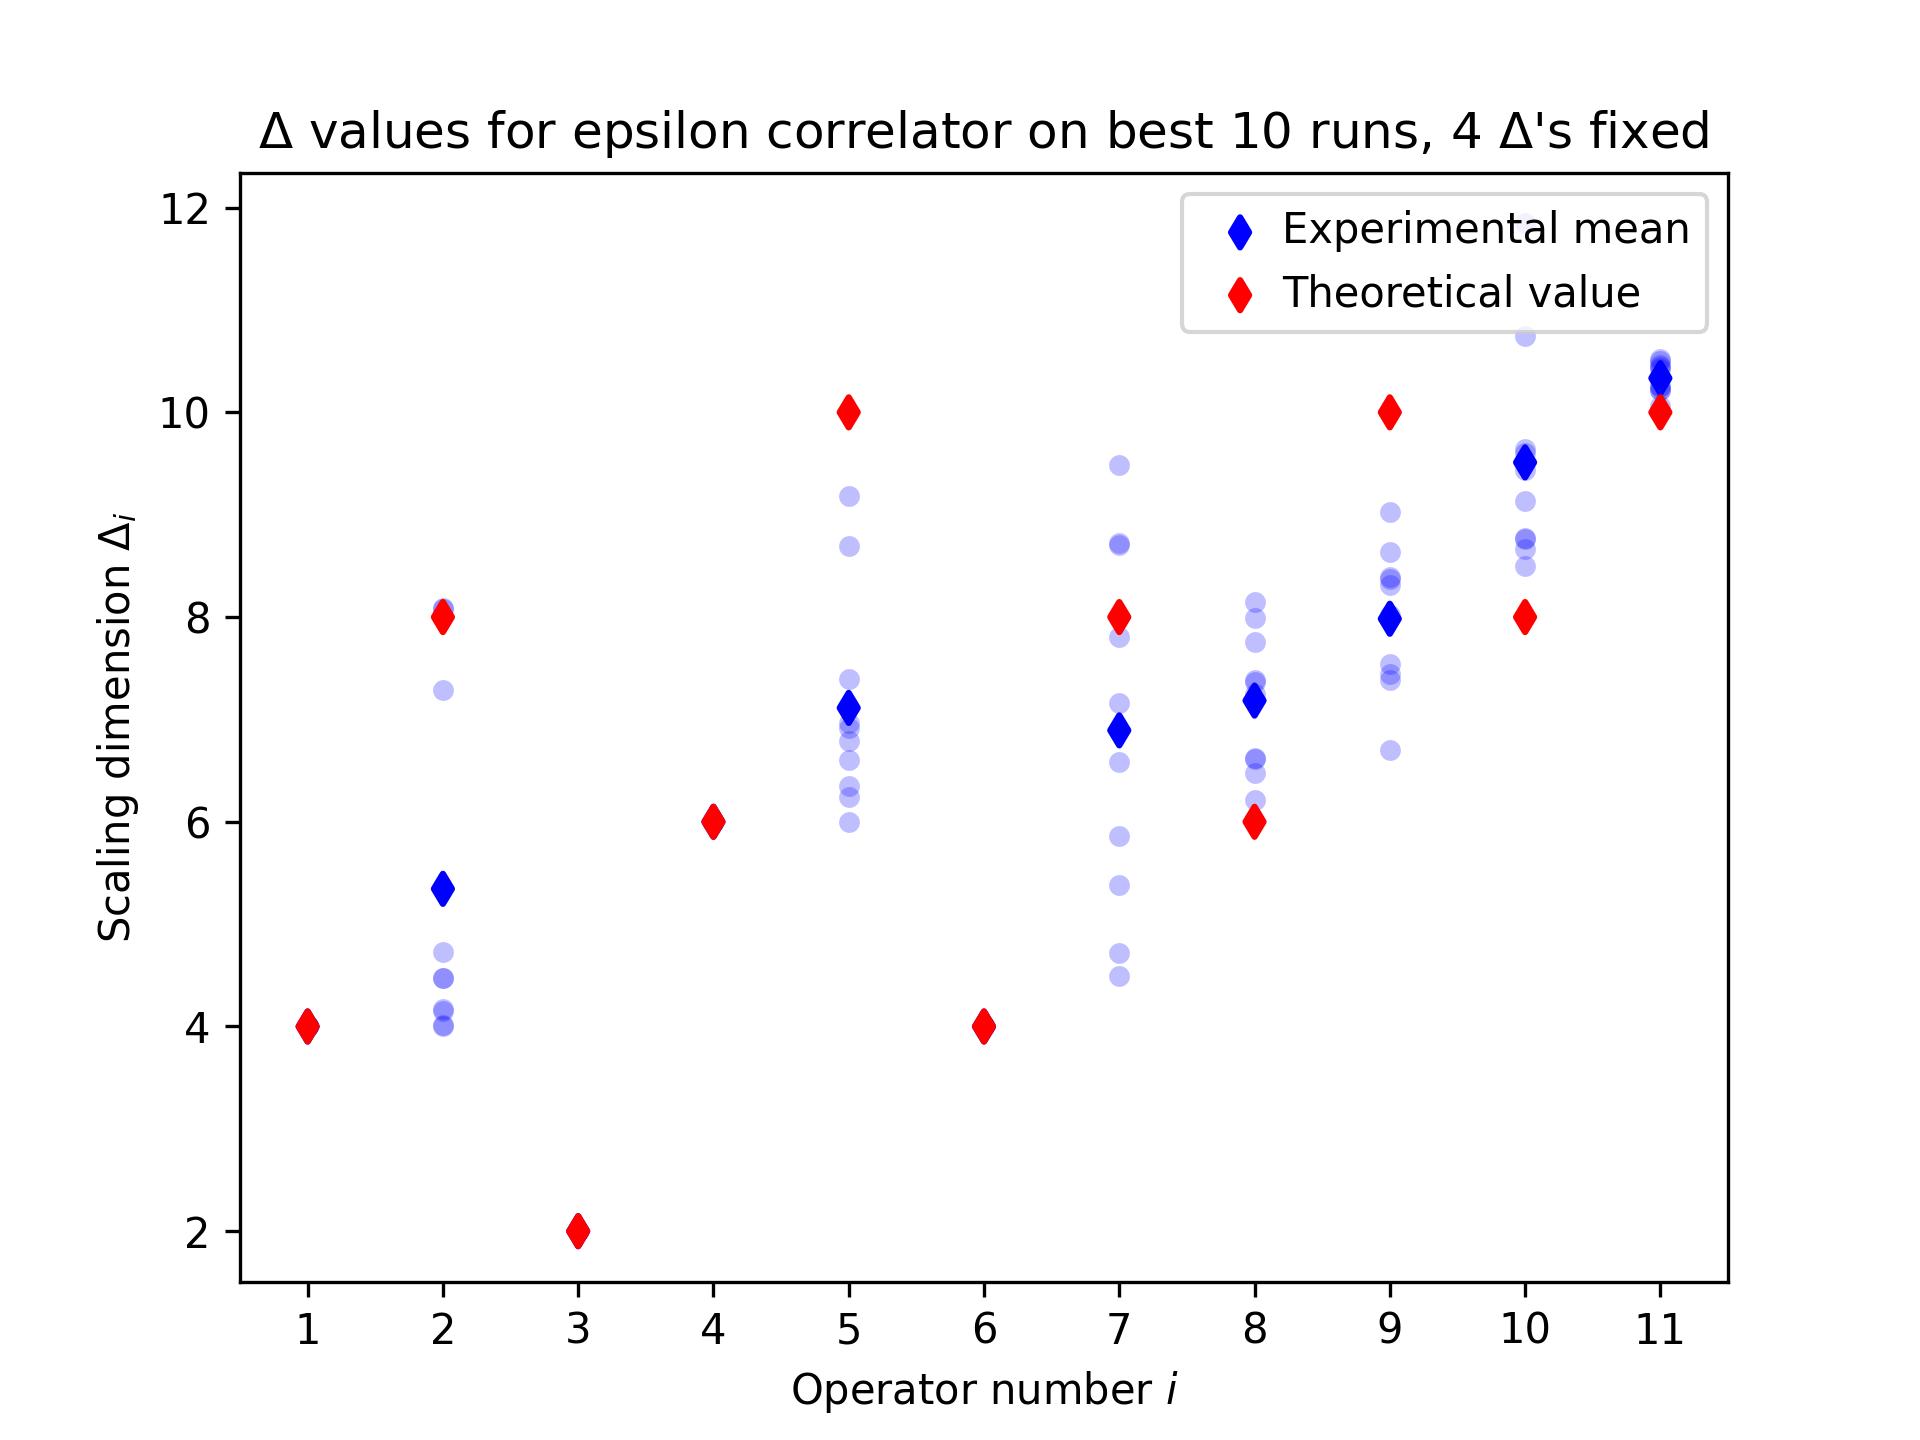 Δ values for epsilon correlator on best 10 runs, 4 Δ's fixed
Experimental mean
Theoretical value
12
10
8
6
4
2
Scaling dimension Δᵢ
1 2 3 4 5 6 7 8 9 10 11
Operator number i